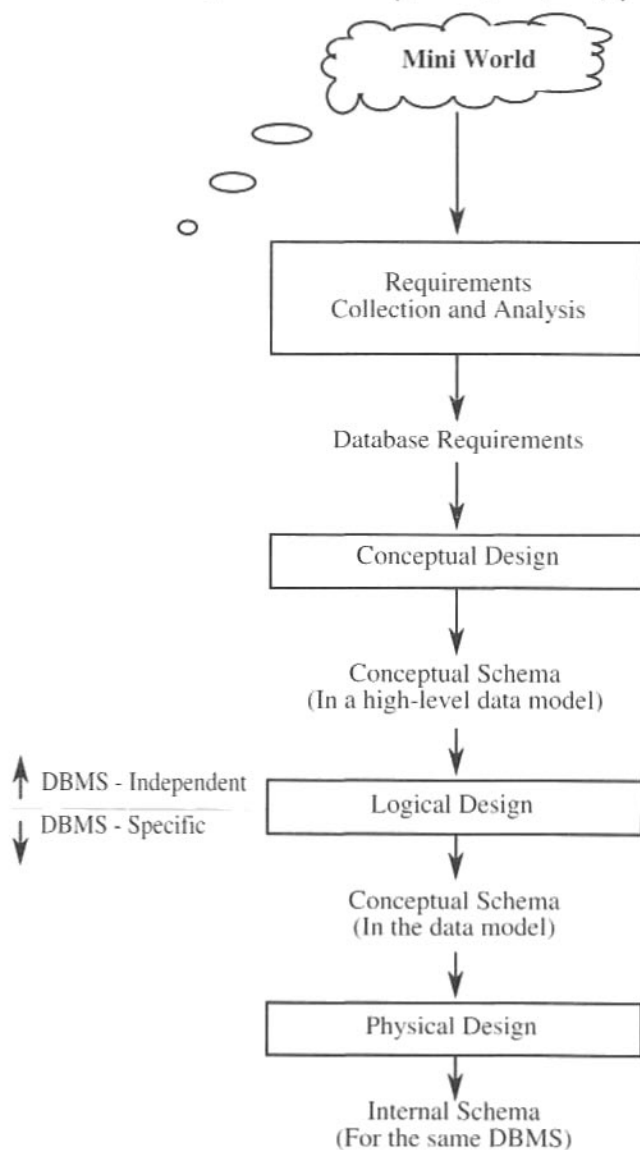 Mini World
Requirements
Collection and Analysis
Database Requirements
Conceptual Design
Conceptual Schema
(In a high-level data model)
DBMS - Independent
DBMS - Specific
Logical Design
Conceptual Schema
(In the data model)
Physical Design
Internal Schema
(For the same DBMS)